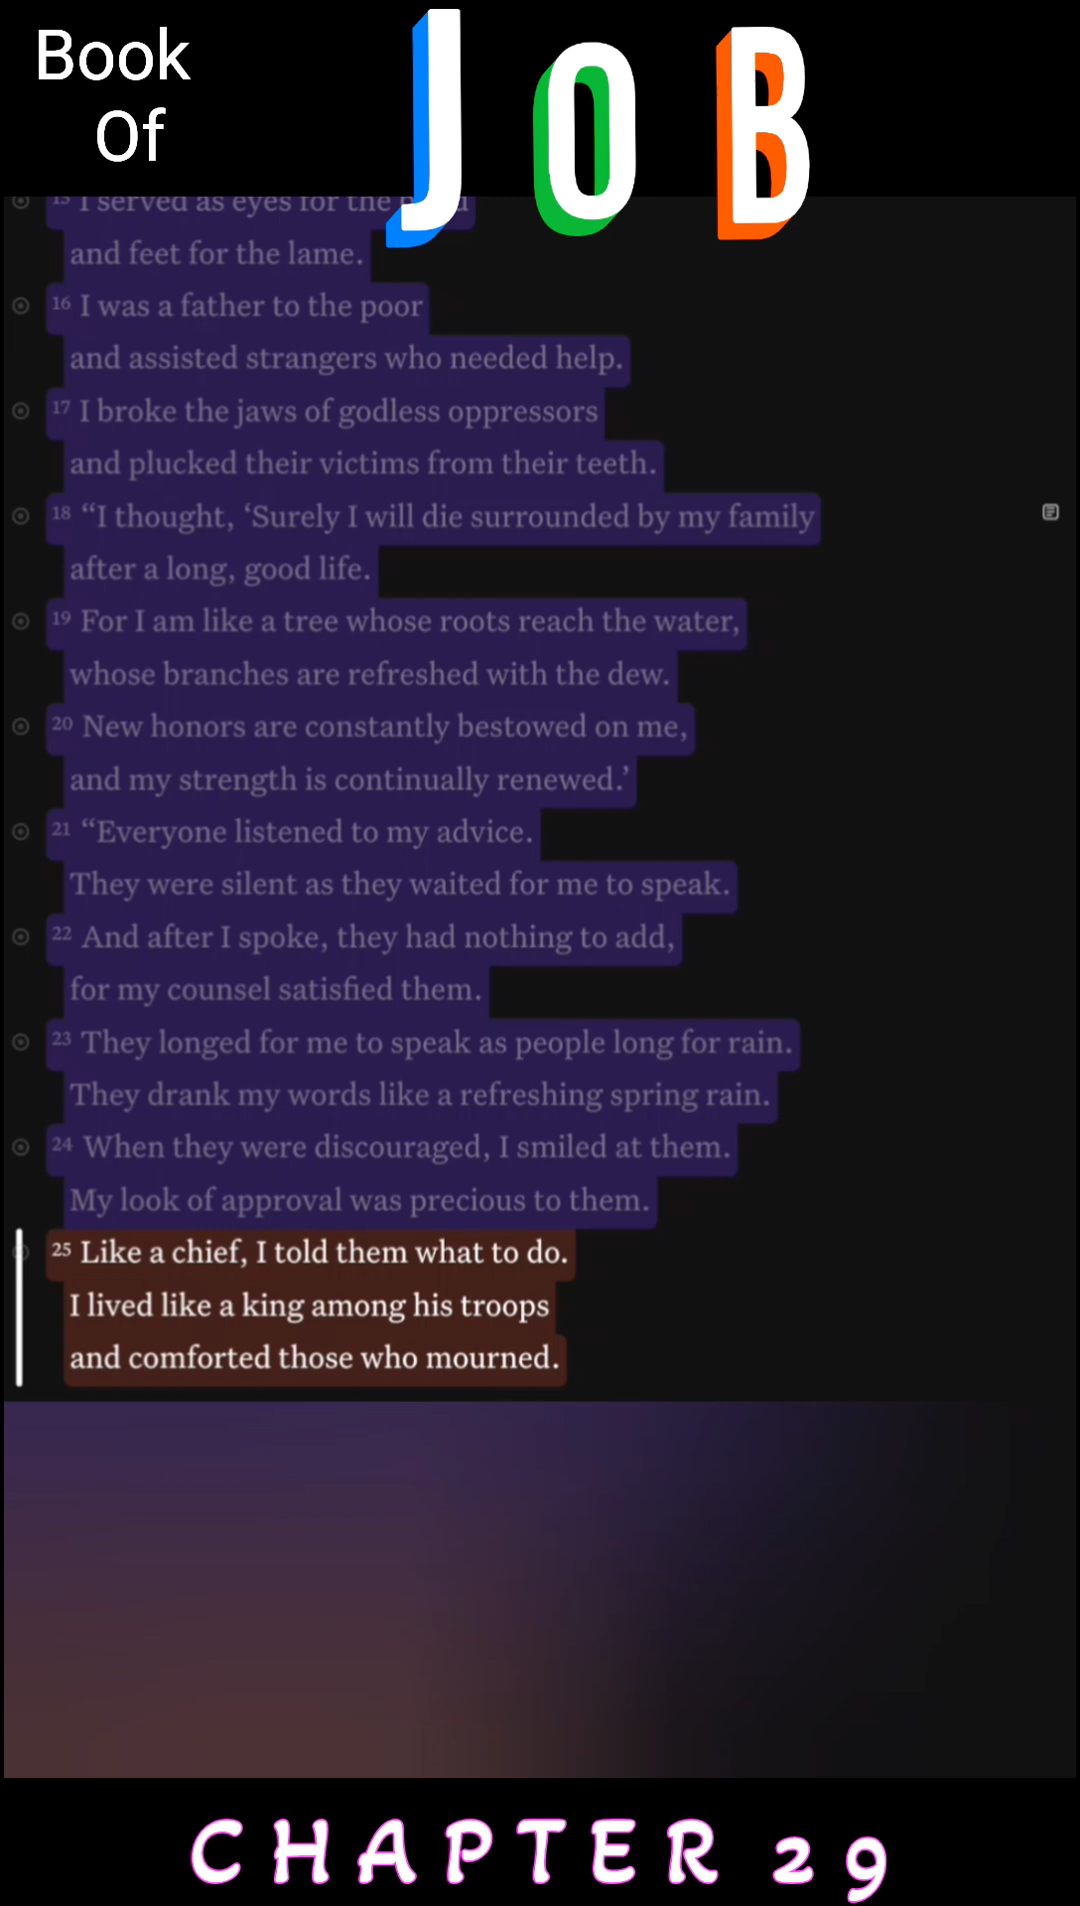 Book
Of
JOB
15 I served as eyes for the
and feet for the lame.
16 I was a father to the poor
and assisted strangers who needed help.
17 I broke the jaws of godless oppressors
and plucked their victims from their teeth.
18 “I thought, ‘Surely I will die surrounded by my family
after a long, good life.
19 For I am like a tree whose roots reach the water,
whose branches are refreshed with the dew.
20 New honors are constantly bestowed on me,
and my strength is continually renewed.’
21 “Everyone listened to my advice.
They were silent as they waited for me to speak.
22 And after I spoke, they had nothing to add,
for my counsel satisfied them.
23 They longed for me to speak as people long for rain.
They drank my words like a refreshing spring rain.
24 When they were discouraged, I smiled at them.
My look of approval was precious to them.
25 Like a chief, I told them what to do.
I lived like a king among his troops
and comforted those who mourned.
CHAPTER 29